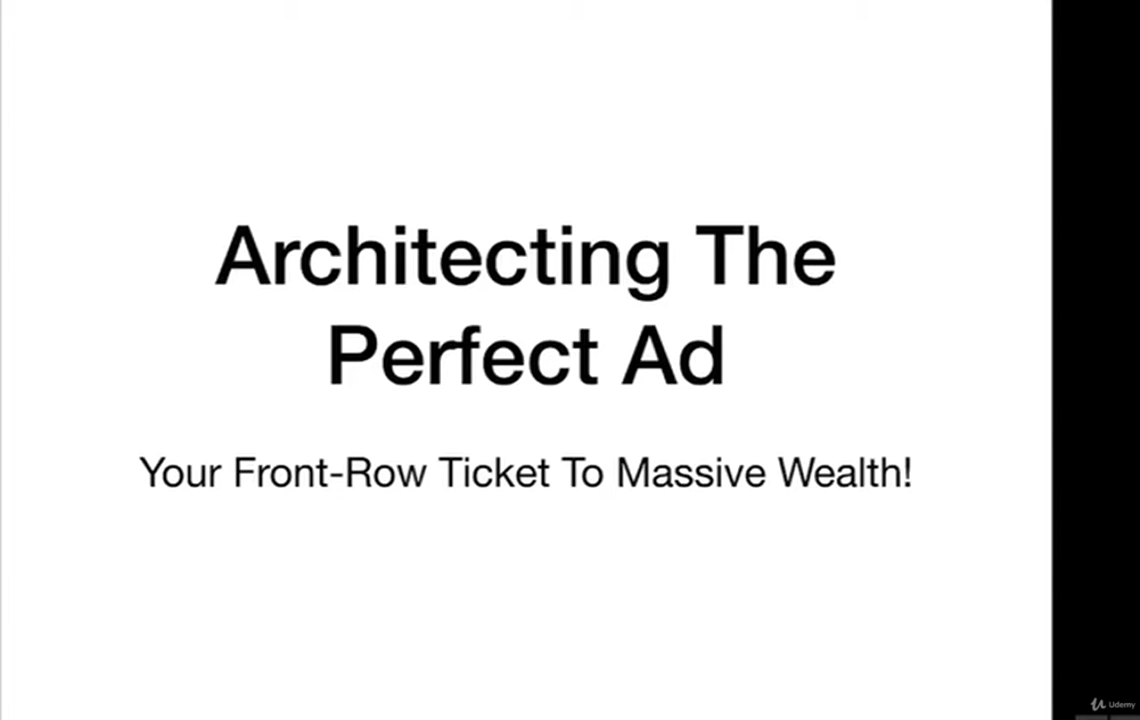 Architecting The
Perfect Ad
Your Front-Row Ticket To Massive Wealth!
Udemy